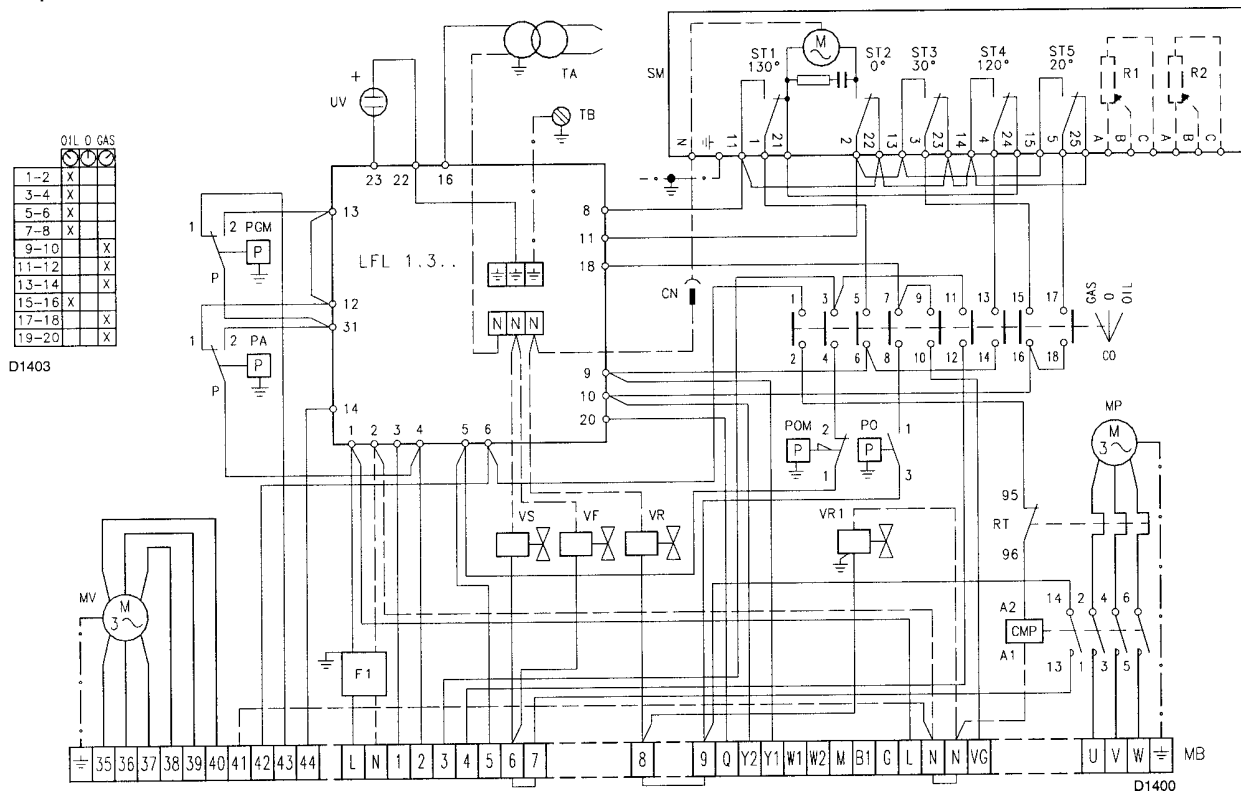 OIL O GAS
1-2 X
3-4 X
5-6 X
7-8 X
9-10 X
11-12 X
13-14 X
15-16 X
17-18 X
19-20 X
D1403
UV
+
TA
TB
23 22 16
LFL 1.3..
13
12
31
14
1 2 3 4 5 6
8
11
18
9
10
20
N N N
1 2 PGM
P
P
1 2 PA
P
P
SM
M
ST1
130°
ST2
0°
ST3
30°
ST4
120°
ST5
20°
R1
R2
N 11 1 21 2 22 13 3 23 14 4 24 15 5 25 A B C A B C
CN
1 3 5 7 9 11 13 15 17
2 4 6 8 10 12 14 16 18
GAS
O
OIL
CO
POM
P
2
1
PO
P
1
3
VS
VF
VR
VR1
MP
M
3
95
RT
96
A2
CMP
A1
14 2 4 6
13 1 3 5
MV
M
3
F1
35 36 37 38 39 40 41 42 43 44
L N 1 2 3 4 5 6 7
8
9 Q Y2 Y1 W1 W2 M B1 G L N N VG
U V W
MB
D1400